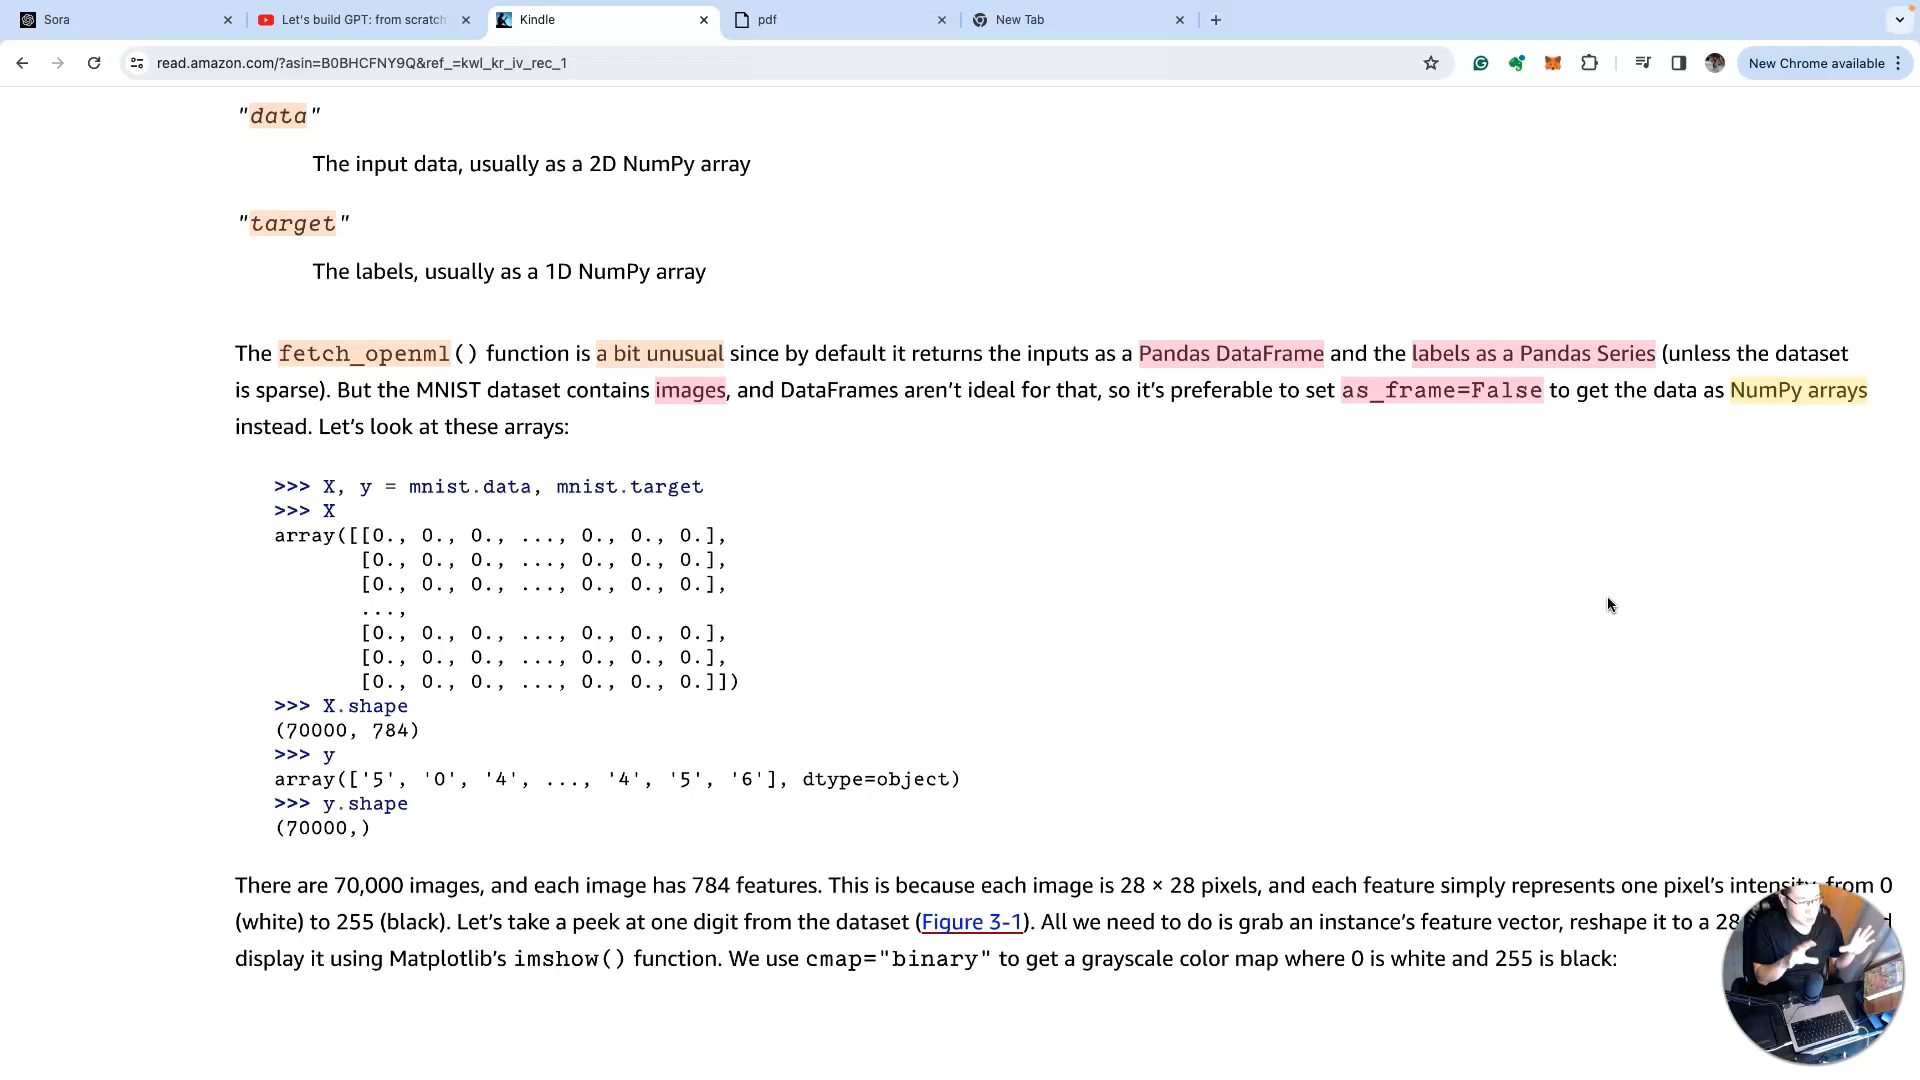 Sora
Let's build GPT: from scratch
Kindle
pdf
New Tab
read.amazon.com/?asin=B0BHCFNY9Q&ref_=kwl_kr_iv_rec_1
New Chrome available
"data"
The input data, usually as a 2D NumPy array
"target"
The labels, usually as a 1D NumPy array
The fetch_openml() function is a bit unusual since by default it returns the inputs as a Pandas DataFrame and the labels as a Pandas Series (unless the dataset
is sparse). But the MNIST dataset contains images, and DataFrames aren’t ideal for that, so it’s preferable to set as_frame=False to get the data as NumPy arrays
instead. Let’s look at these arrays:
>>> X, y = mnist.data, mnist.target
>>> X
array([[0., 0., 0., ..., 0., 0., 0.],
[0., 0., 0., ..., 0., 0., 0.],
[0., 0., 0., ..., 0., 0., 0.],
...,
[0., 0., 0., ..., 0., 0., 0.],
[0., 0., 0., ..., 0., 0., 0.],
[0., 0., 0., ..., 0., 0., 0.]])
>>> X.shape
(70000, 784)
>>> y
array(['5', '0', '4', ..., '4', '5', '6'], dtype=object)
>>> y.shape
(70000,)
There are 70,000 images, and each image has 784 features. This is because each image is 28 × 28 pixels, and each feature simply represents one pixel’s intensity, from 0
(white) to 255 (black). Let’s take a peek at one digit from the dataset (Figure 3-1). All we need to do is grab an instance’s feature vector, reshape it to a 28
display it using Matplotlib’s imshow() function. We use cmap="binary" to get a grayscale color map where 0 is white and 255 is black: